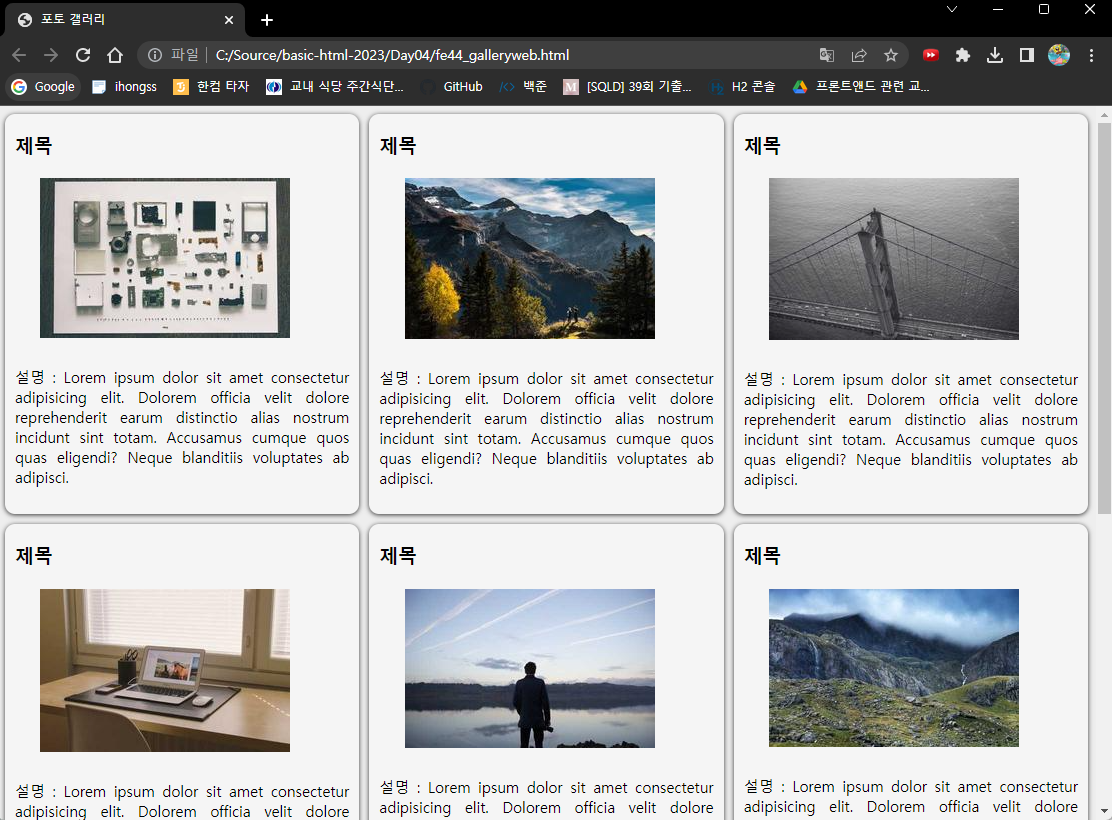 포토 갤러리
파일 C:/Source/basic-html-2023/Day04/fe44_galleryweb.html
Google ihongss 한컴 타자 교내 식당 주간식단... GitHub 백준 [SQLD] 39회 기출... H2 콘솔 프론트앤드 관련 교...
제목
설명 : Lorem ipsum dolor sit amet consectetur
adipisicing elit. Dolorem officia velit dolore
reprehenderit earum distinctio alias nostrum
incidunt sint totam. Accusamus cumque quos
quas eligendi? Neque blanditiis voluptates ab
adipisci.
제목
설명 : Lorem ipsum dolor sit amet consectetur
adipisicing elit. Dolorem officia velit dolore
reprehenderit earum distinctio alias nostrum
incidunt sint totam. Accusamus cumque quos
quas eligendi? Neque blanditiis voluptates ab
adipisci.
제목
설명 : Lorem ipsum dolor sit amet consectetur
adipisicing elit. Dolorem officia velit dolore
reprehenderit earum distinctio alias nostrum
incidunt sint totam. Accusamus cumque quos
quas eligendi? Neque blanditiis voluptates ab
adipisci.
제목
설명 : Lorem ipsum dolor sit amet consectetur
adipisicing elit. Dolorem officia velit dolore
제목
설명 : Lorem ipsum dolor sit amet consectetur
adipisicing elit. Dolorem officia velit dolore
제목
설명 : Lorem ipsum dolor sit amet consectetur
adipisicing elit. Dolorem officia velit dolore